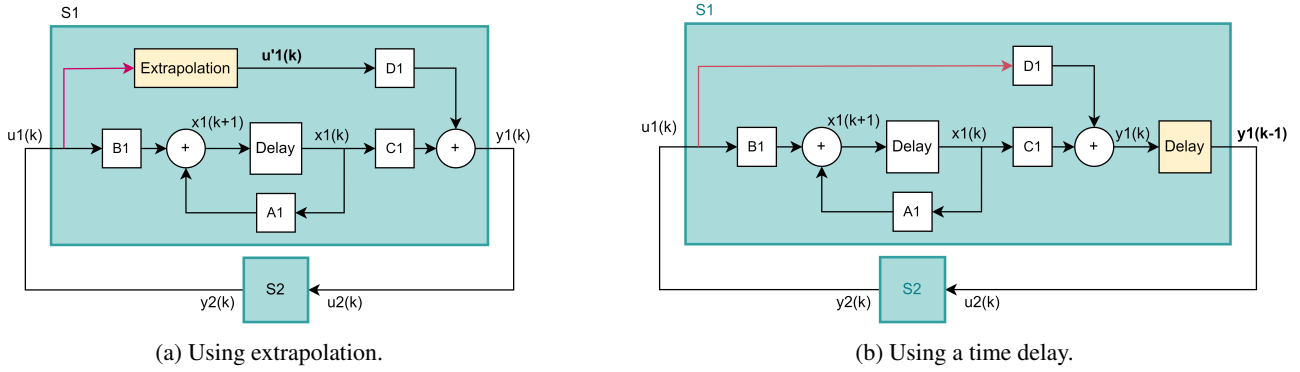 S1
Extrapolation
u'1(k)
D1
u1(k)
B1
+
x1(k+1)
Delay
x1(k)
C1
+
y1(k)
A1
S2
y2(k)
u2(k)
(a) Using extrapolation.
S1
D1
u1(k)
B1
+
x1(k+1)
Delay
x1(k)
C1
+
y1(k)
Delay
y1(k-1)
A1
S2
y2(k)
u2(k)
(b) Using a time delay.